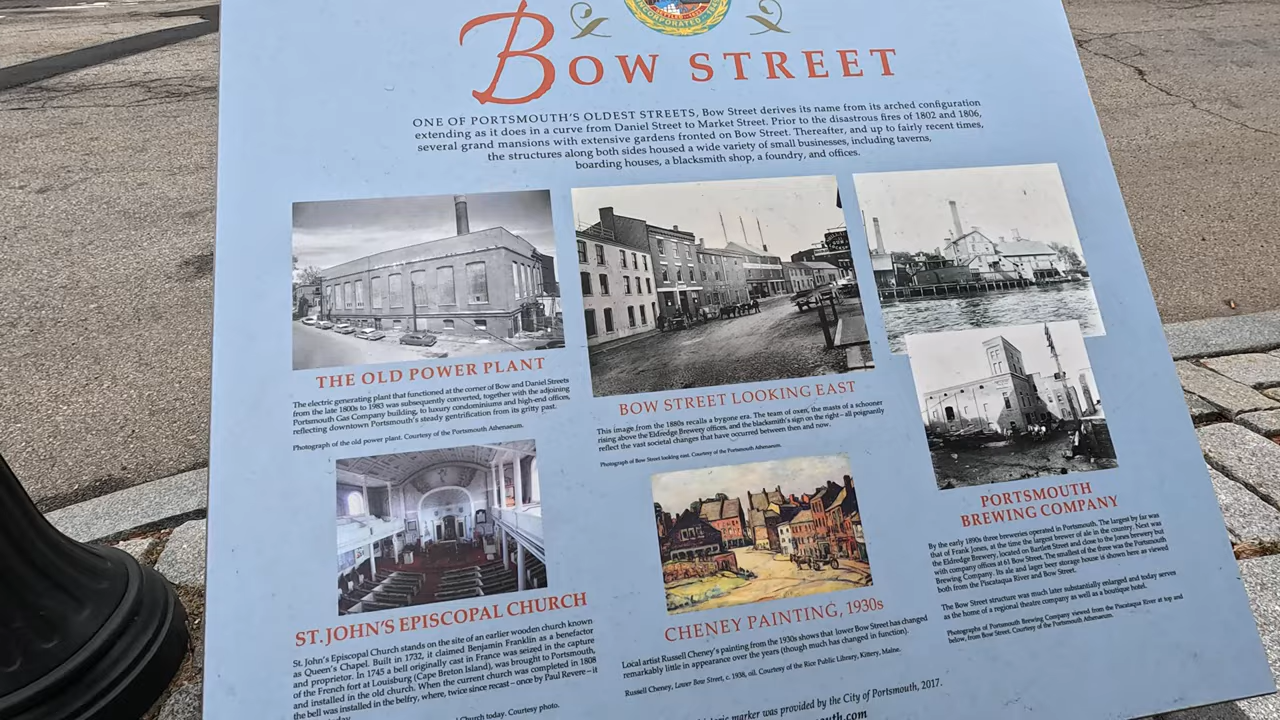 INCORPORATED
BOW STREET
ONE OF PORTSMOUTH'S OLDEST STREETS, Bow Street derives its name from its arched configuration
extending as it does in a curve from Daniel Street to Market Street. Prior to the disastrous fires of 1802 and 1806,
several grand mansions with extensive gardens fronted on Bow Street. Thereafter, and up to fairly recent times,
the structures along both sides housed a wide variety of small businesses, including taverns,
boarding houses, a blacksmith shop, a foundry, and offices.
THE OLD POWER PLANT
The electric generating plant that functioned at the corner of Bow and Daniel Streets
from the late 1800s to 1983 was subsequently converted, together with the adjoining
Portsmouth Gas Company building, to luxury condominiums and high-end offices,
reflecting downtown Portsmouth's steady gentrification from its gritty past.
Photograph of the old power plant. Courtesy of the Portsmouth Athenaeum.
BOW STREET LOOKING EAST
This image from the 1880s recalls a bygone era. The team of oxen, the masts of a schooner
rising above the Eldredge Brewery offices, and the blacksmith's sign on the right – all poignantly
reflect the vast societal changes that have occurred between then and now.
Photograph of Bow Street looking east. Courtesy of the Portsmouth Athenaeum.
PORTSMOUTH
BREWING COMPANY
By the early 1890s three breweries operated in Portsmouth. The largest by far was
that of Frank Jones, at the time the largest brewer of ale in the country. Next was
the Eldredge Brewery, located on Bartlett Street and close to the Jones brewery but
with company offices at 61 Bow Street. The smallest of the three was the Portsmouth
Brewing Company. Its ale and lager beer storage house is shown here as viewed
both from the Piscataqua River and Bow Street.
The Bow Street structure was much later substantially enlarged and today serves
as the home of a regional theatre company as well as a boutique hotel.
Photographs of Portsmouth Brewing Company viewed from the Piscataqua River at top and
below, from Bow Street. Courtesy of the Portsmouth Athenaeum.
ST. JOHN'S EPISCOPAL CHURCH
St. John's Episcopal Church stands on the site of an earlier wooden church known
as Queen's Chapel. Built in 1732, it claimed Benjamin Franklin as a benefactor
and proprietor. In 1745 a bell originally cast in France was seized in the capture
of the French fort at Louisburg (Cape Breton Island), was brought to Portsmouth,
and installed in the old church. When the current church was completed in 1808
the bell was installed in the belfry, where, twice since recast – once by Paul Revere – it
today.
Church today. Courtesy photo.
CHENEY PAINTING, 1930s
Local artist Russell Cheney's painting from the 1930s shows that lower Bow Street has changed
remarkably little in appearance over the years (though much has changed in function).
Russell Cheney, Lower Bow Street, c. 1938, oil. Courtesy of the Rice Public Library, Kittery, Maine.
marker was provided by the City of Portsmouth, 2017.
mouth.com